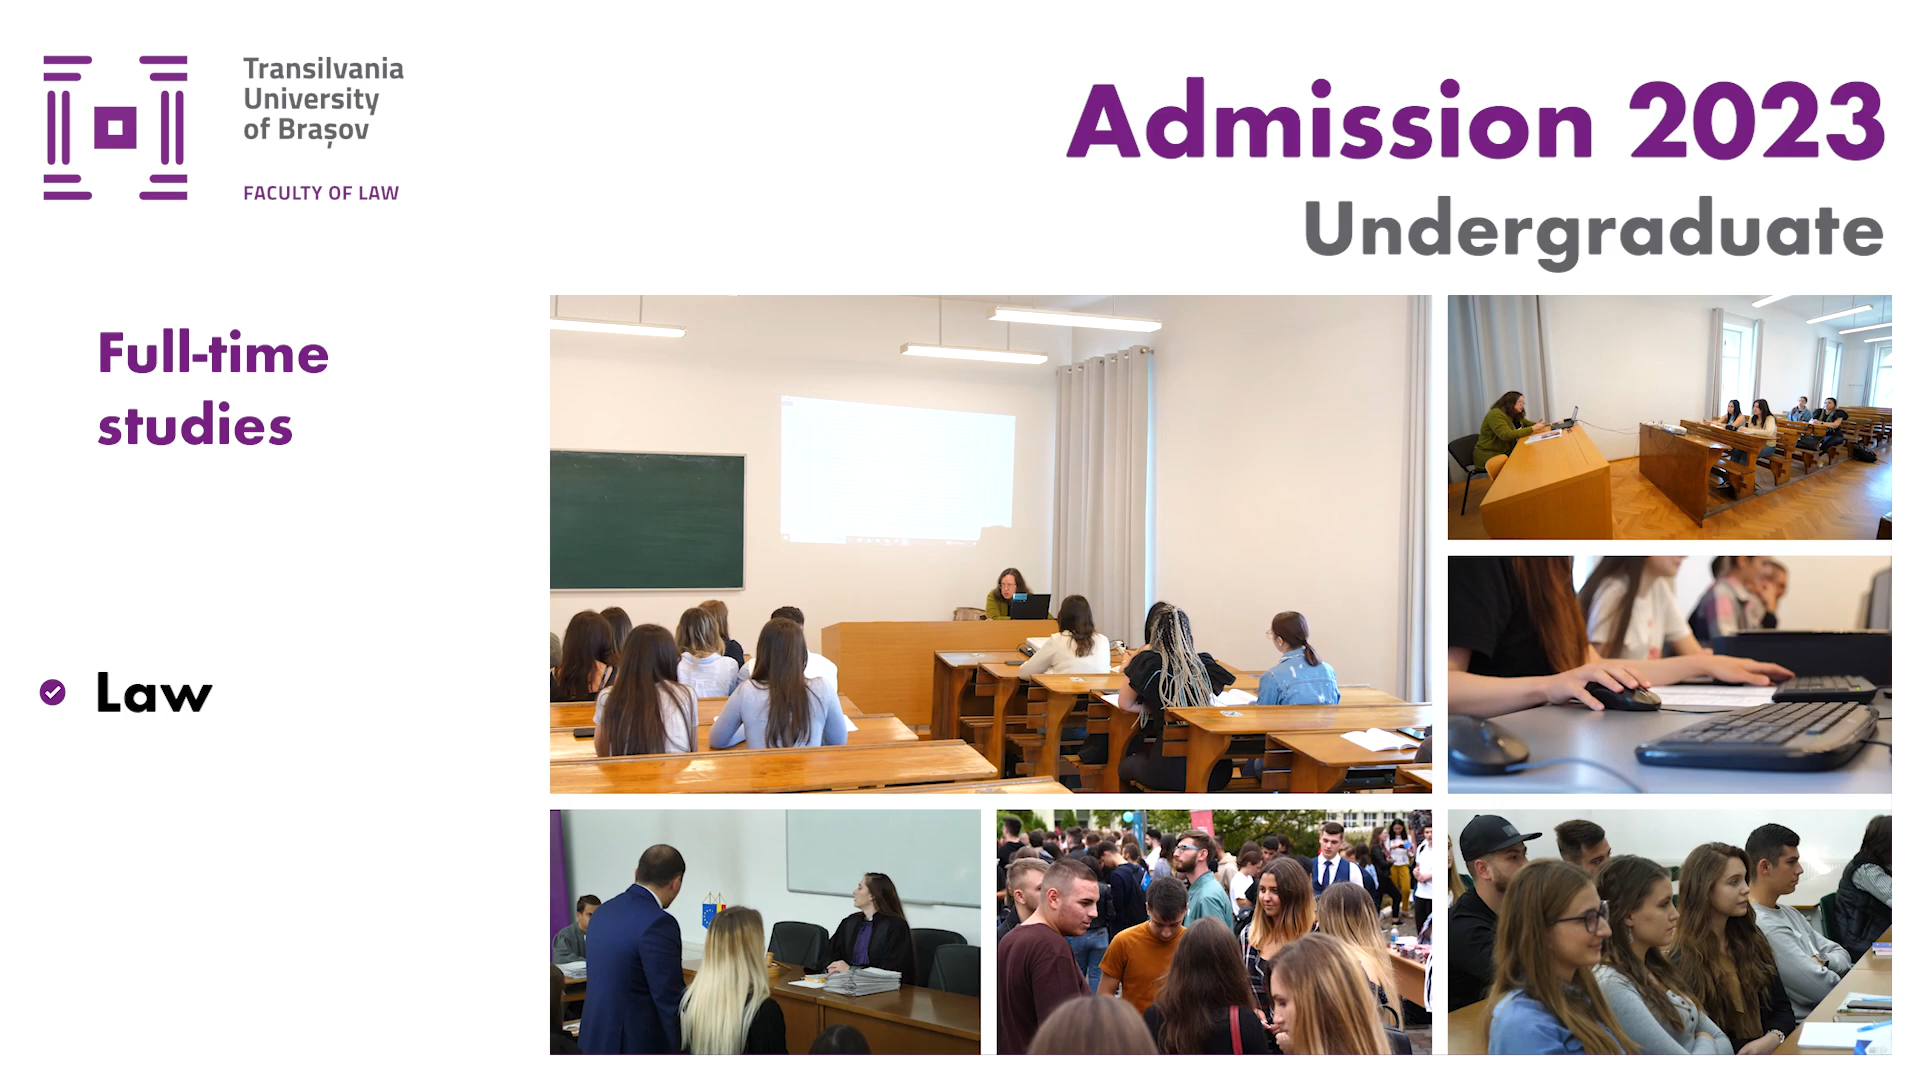 Transilvania
University
of Brașov
FACULTY OF LAW
Admission 2023
Undergraduate
Full-time
studies
Law